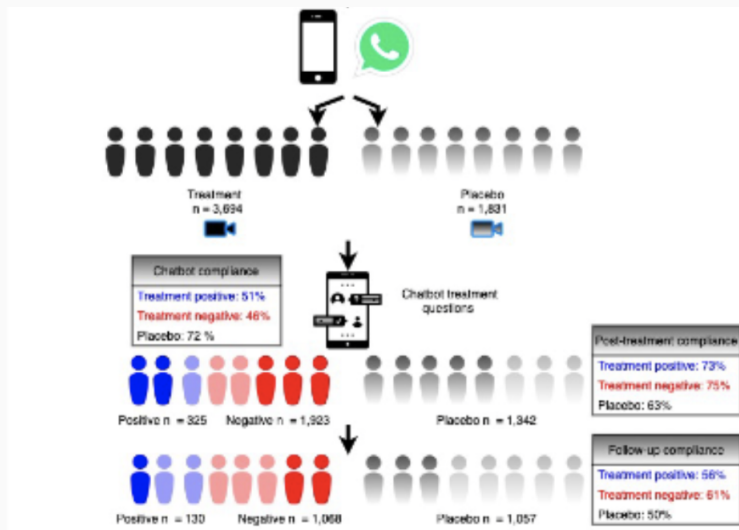 Treatment
n = 3,694
Placebo
n = 1,831
Chatbot compliance
Treatment positive: 51%
Treatment negative: 46%
Placebo: 72 %
Chatbot treatment
questions
Post-treatment compliance
Treatment positive: 73%
Treatment negative: 75%
Placebo: 63%
Positive n = 325
Negative n = 1,923
Placebo n = 1,342
Follow-up compliance
Treatment positive: 56%
Treatment negative: 61%
Placebo: 50%
Positive n = 130
Negative n = 1,068
Placebo n = 1,057